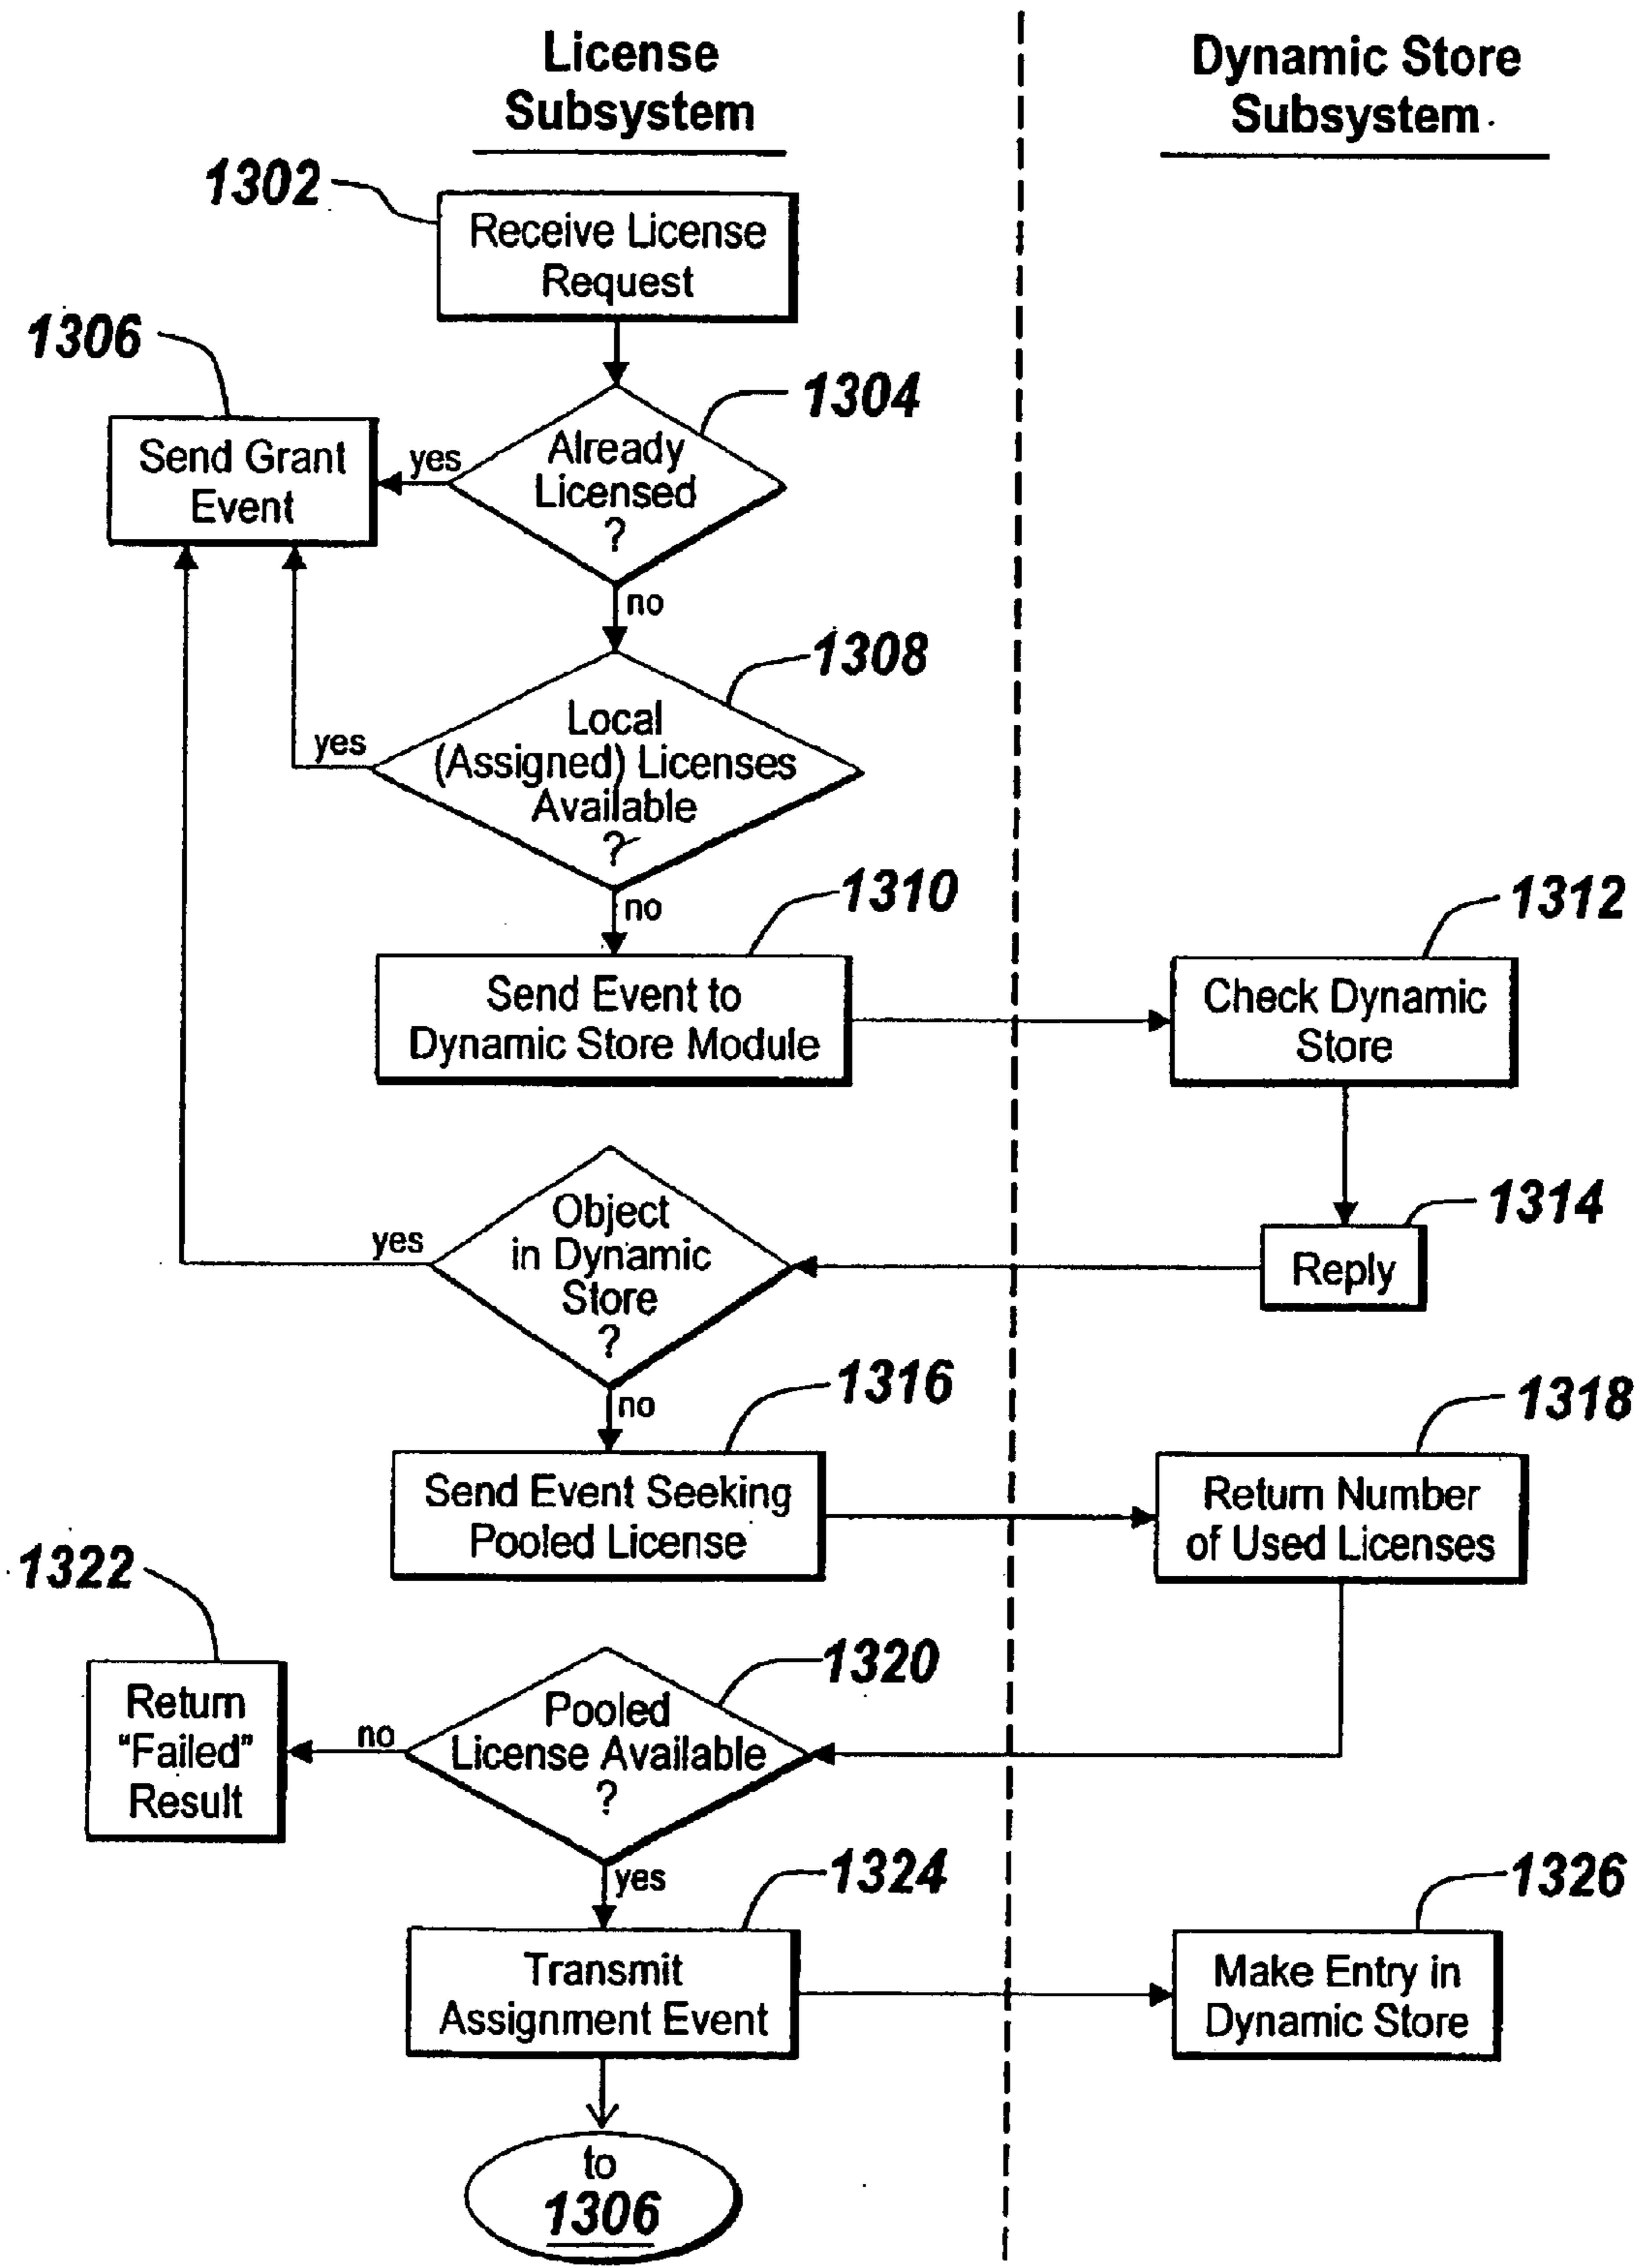 License
Subsystem
Dynamic Store
Subsystem
1302
Receive License
Request
1306
Send Grant
Event
yes
1304
Already
Licensed
?
no
1308
Local
(Assigned) Licenses
Available
?
yes
no
1310
Send Event to
Dynamic Store Module
1312
Check Dynamic
Store
1314
Reply
Object
in Dynamic
Store
?
yes
no
1316
Send Event Seeking
Pooled License
1318
Return Number
of Used Licenses
1320
Pooled
License Available
?
no
1322
Return
"Failed"
Result
yes
1324
Transmit
Assignment Event
1326
Make Entry in
Dynamic Store
to
1306